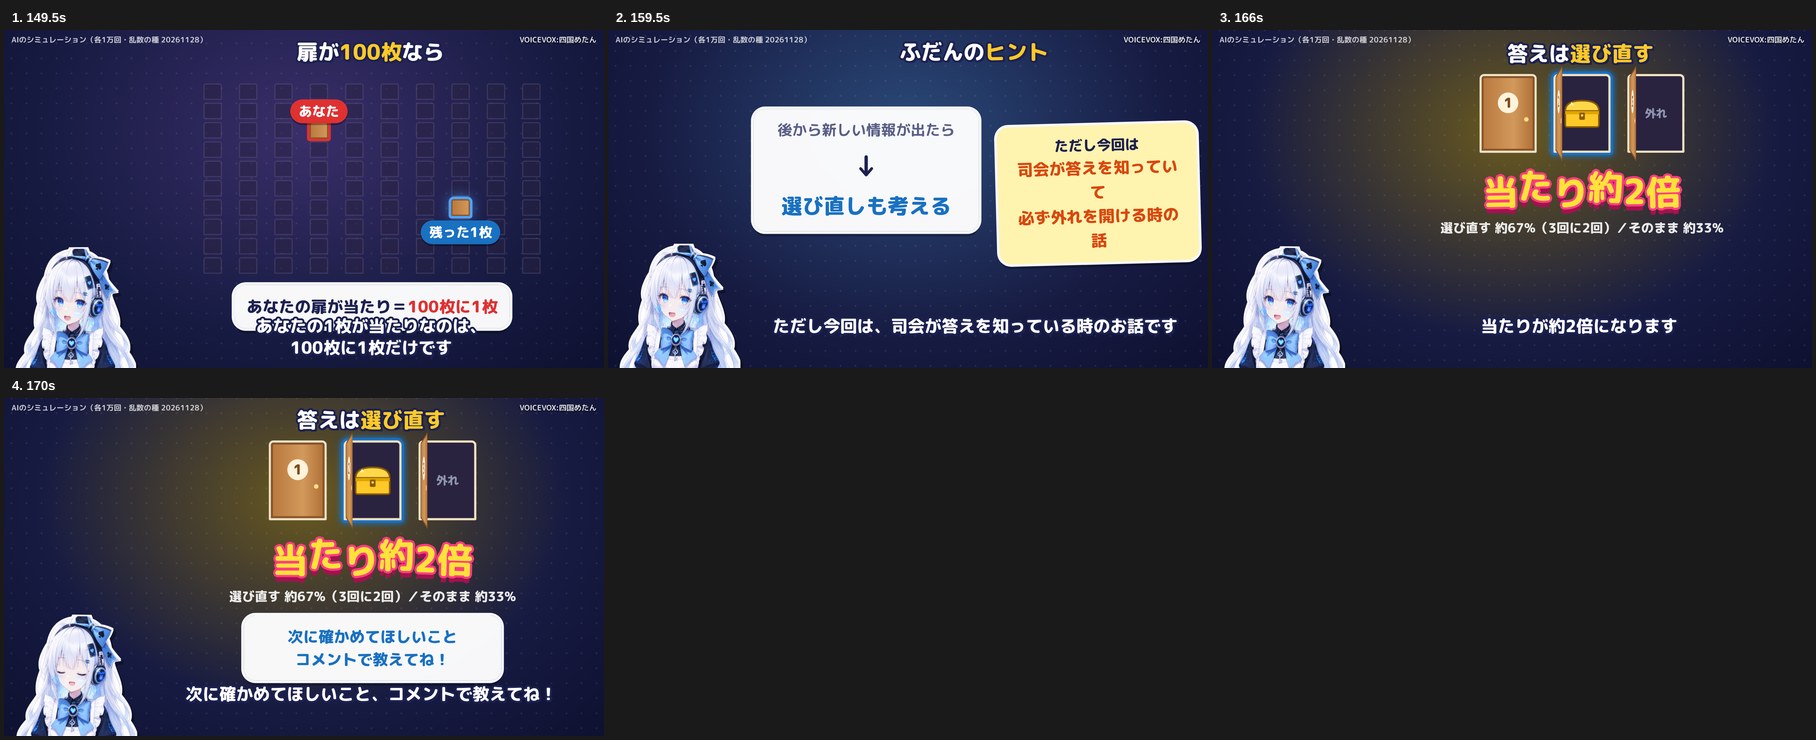 1. 149.5s
AIのシミュレーション（各1万回・乱数の種 20261128）
VOICEVOX:四国めたん
扉が100枚なら
あなた
残った1枚
あなたの扉が当たり＝100枚に1枚
あなたの1枚が当たりなのは、
100枚に1枚だけです
2. 159.5s
AIのシミュレーション（各1万回・乱数の種 20261128）
VOICEVOX:四国めたん
ふだんのヒント
後から新しい情報が出たら
↓
選び直しも考える
ただし今回は
司会が答えを知ってい
て
必ず外れを開ける時の
話
ただし今回は、司会が答えを知っている時のお話です
3. 166s
AIのシミュレーション（各1万回・乱数の種 20261128）
VOICEVOX:四国めたん
答えは選び直す
1
外れ
当たり約2倍
選び直す 約67%（3回に2回）／そのまま 約33%
当たりが約2倍になります
4. 170s
AIのシミュレーション（各1万回・乱数の種 20261128）
VOICEVOX:四国めたん
答えは選び直す
1
外れ
当たり約2倍
選び直す 約67%（3回に2回）／そのまま 約33%
次に確かめてほしいこと
コメントで教えてね！
次に確かめてほしいこと、コメントで教えてね！